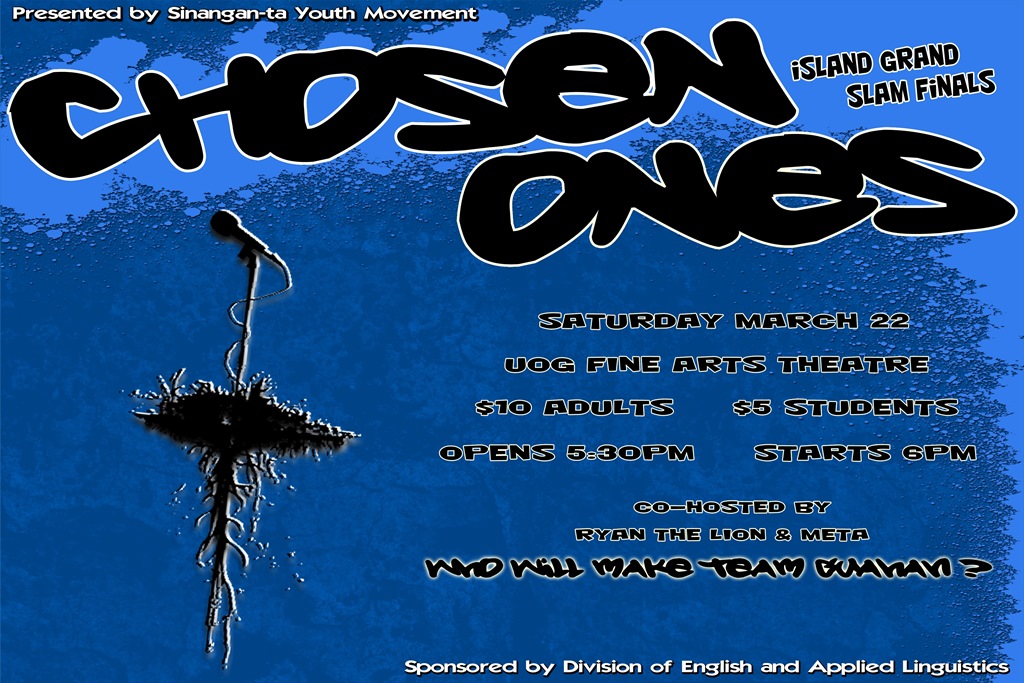 Presented by Sinangan-ta Youth Movement
CHOSEN
ONES
ISLAND GRAND
SLAM FINALS
SATURDAY MARCH 22
UOG FINE ARTS THEATRE
$10 ADULTS $5 STUDENTS
OPENS 5:30PM STARTS 6PM
CO-HOSTED BY
RYAN THE LION & META
WHO WILL MAKE TEAM GUAHAN ?
Sponsored by Division of English and Applied Linguistics